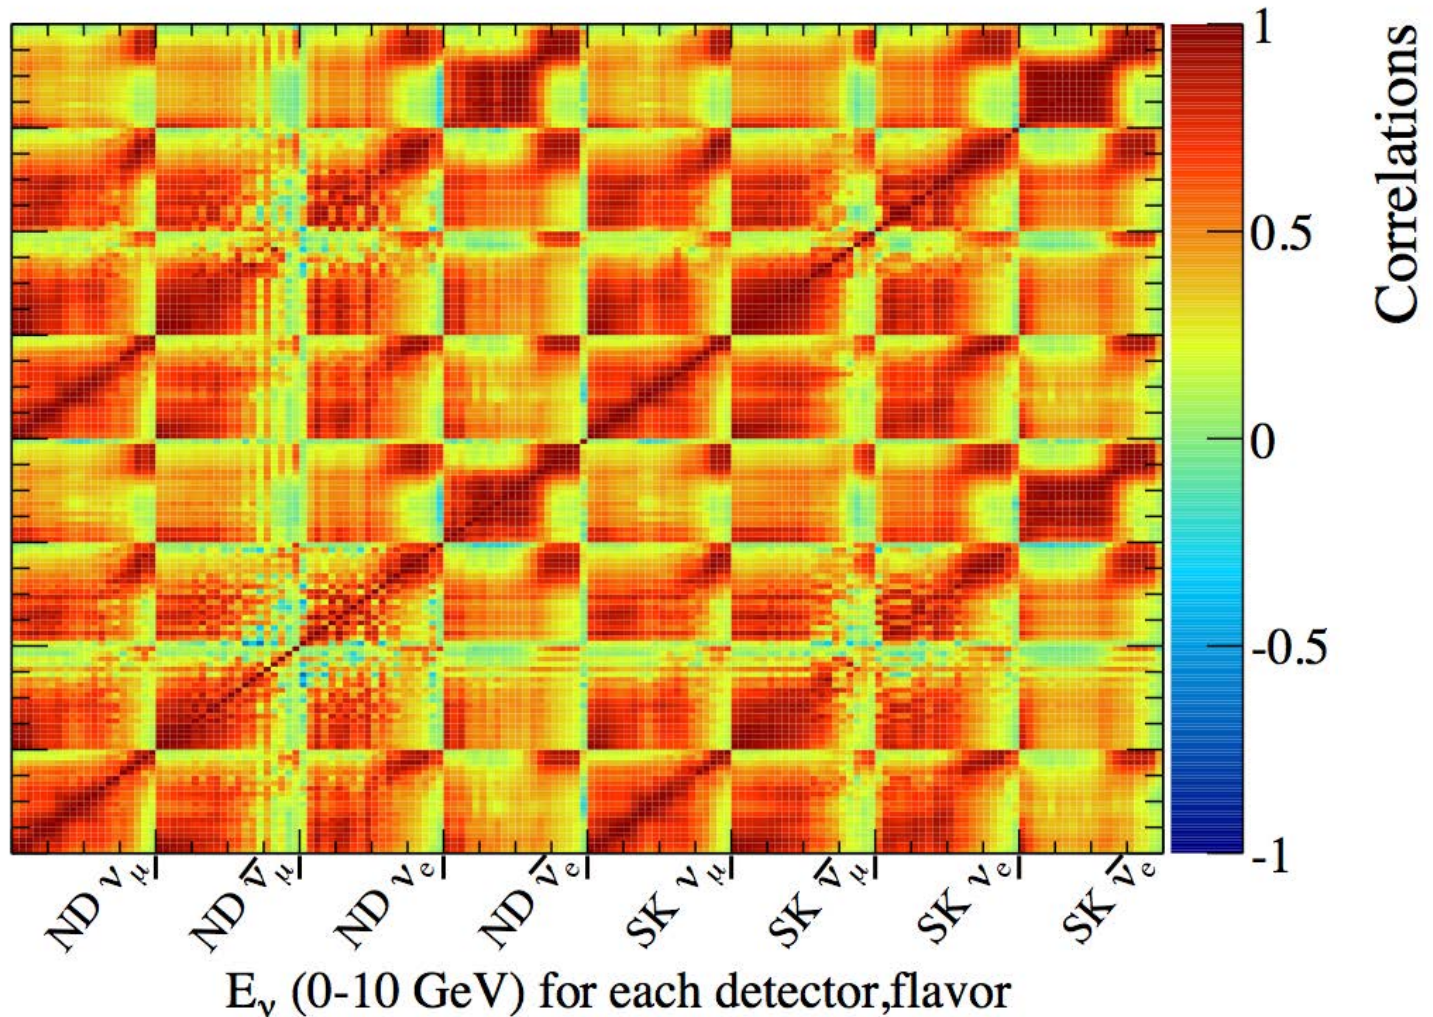 1
0.5
0
-0.5
-1
Correlations
ND ν_μ
ND ν̅_μ
ND ν_e
ND ν̅_e
SK ν_μ
SK ν̅_μ
SK ν_e
SK ν̅_e
E_ν (0-10 GeV) for each detector,flavor